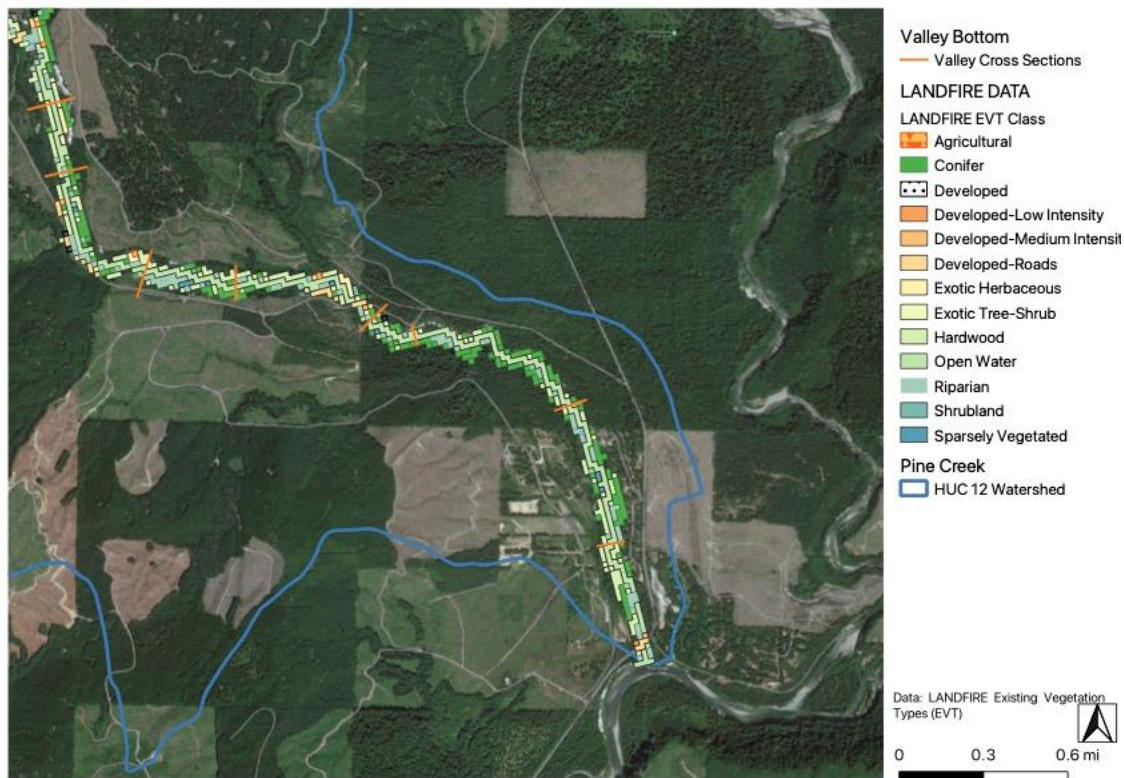 Valley Bottom
Valley Cross Sections
LANDFIRE DATA
LANDFIRE EVT Class
Agricultural
Conifer
Developed
Developed-Low Intensity
Developed-Medium Intensit
Developed-Roads
Exotic Herbaceous
Exotic Tree-Shrub
Hardwood
Open Water
Riparian
Shrubland
Sparsely Vegetated
Pine Creek
HUC 12 Watershed
Data: LANDFIRE Existing Vegetation
Types (EVT)
0 0.3 0.6 mi